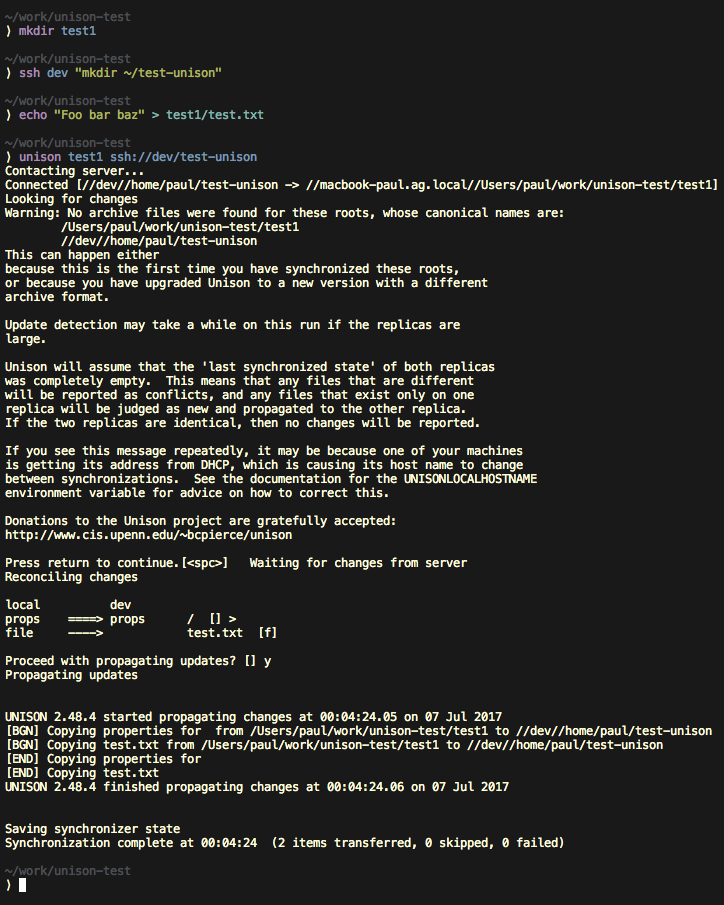 ~/work/unison-test
) mkdir test1
~/work/unison-test
) ssh dev "mkdir ~/test-unison"
~/work/unison-test
) echo "Foo bar baz" > test1/test.txt
~/work/unison-test
) unison test1 ssh://dev/test-unison
Contacting server...
Connected [//dev//home/paul/test-unison -> //macbook-paul.ag.local//Users/paul/work/unison-test/test1]
Looking for changes
Warning: No archive files were found for these roots, whose canonical names are:
        /Users/paul/work/unison-test/test1
        //dev//home/paul/test-unison
This can happen either
because this is the first time you have synchronized these roots,
or because you have upgraded Unison to a new version with a different
archive format.
Update detection may take a while on this run if the replicas are
large.
Unison will assume that the 'last synchronized state' of both replicas
was completely empty.  This means that any files that are different
will be reported as conflicts, and any files that exist only on one
replica will be judged as new and propagated to the other replica.
If the two replicas are identical, then no changes will be reported.
If you see this message repeatedly, it may be because one of your machines
is getting its address from DHCP, which is causing its host name to change
between synchronizations.  See the documentation for the UNISONLOCALHOSTNAME
environment variable for advice on how to correct this.
Donations to the Unison project are gratefully accepted:
http://www.cis.upenn.edu/~bcpierce/unison
Press return to continue.[<spc>]   Waiting for changes from server
Reconciling changes
local          dev
props    ====> props      /  [] >
file     ---->            test.txt  [f]
Proceed with propagating updates? [] y
Propagating updates
UNISON 2.48.4 started propagating changes at 00:04:24.05 on 07 Jul 2017
[BGN] Copying properties for  from /Users/paul/work/unison-test/test1 to //dev//home/paul/test-unison
[BGN] Copying test.txt from /Users/paul/work/unison-test/test1 to //dev//home/paul/test-unison
[END] Copying properties for
[END] Copying test.txt
UNISON 2.48.4 finished propagating changes at 00:04:24.06 on 07 Jul 2017
Saving synchronizer state
Synchronization complete at 00:04:24  (2 items transferred, 0 skipped, 0 failed)
~/work/unison-test
)